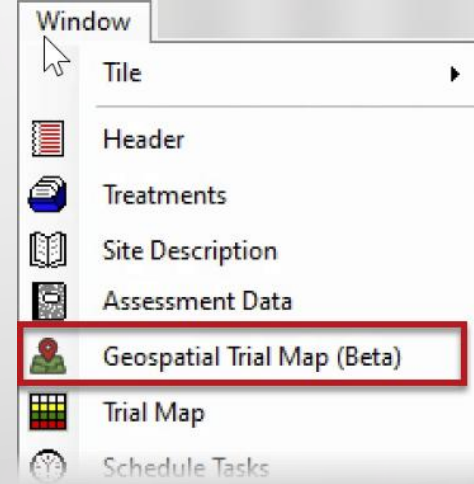 Window
Tile
Header
Treatments
Site Description
Assessment Data
Geospatial Trial Map (Beta)
Trial Map
Schedule Tasks